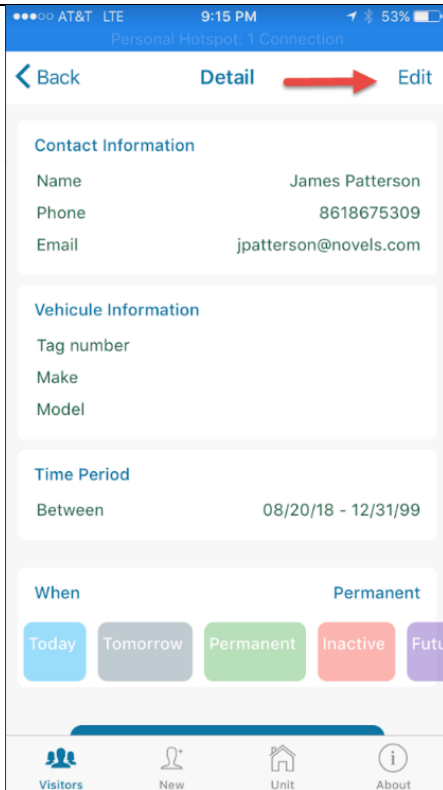 AT&T LTE 9:15 PM 53%
Personal Hotspot: 1 Connection
Back Detail Edit
Contact Information
Name James Patterson
Phone 8618675309
Email jpatterson@novels.com
Vehicule Information
Tag number
Make
Model
Time Period
Between 08/20/18 - 12/31/99
When Permanent
Today Tomorrow Permanent Inactive Futu
Visitors New Unit About